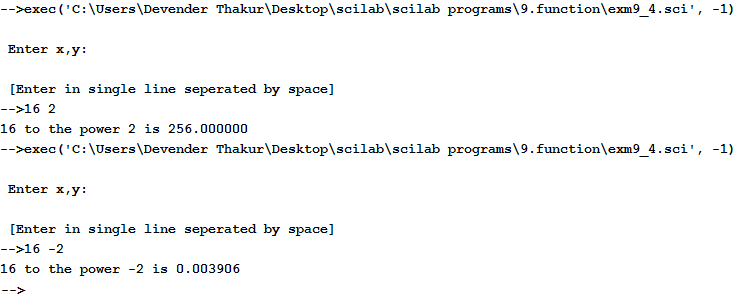 -->exec('C:\Users\Devender Thakur\Desktop\scilab\scilab programs\9.function\exm9_4.sci', -1)
Enter x,y:
[Enter in single line seperated by space]
-->16 2
16 to the power 2 is 256.000000
-->exec('C:\Users\Devender Thakur\Desktop\scilab\scilab programs\9.function\exm9_4.sci', -1)
Enter x,y:
[Enter in single line seperated by space]
-->16 -2
16 to the power -2 is 0.003906
-->